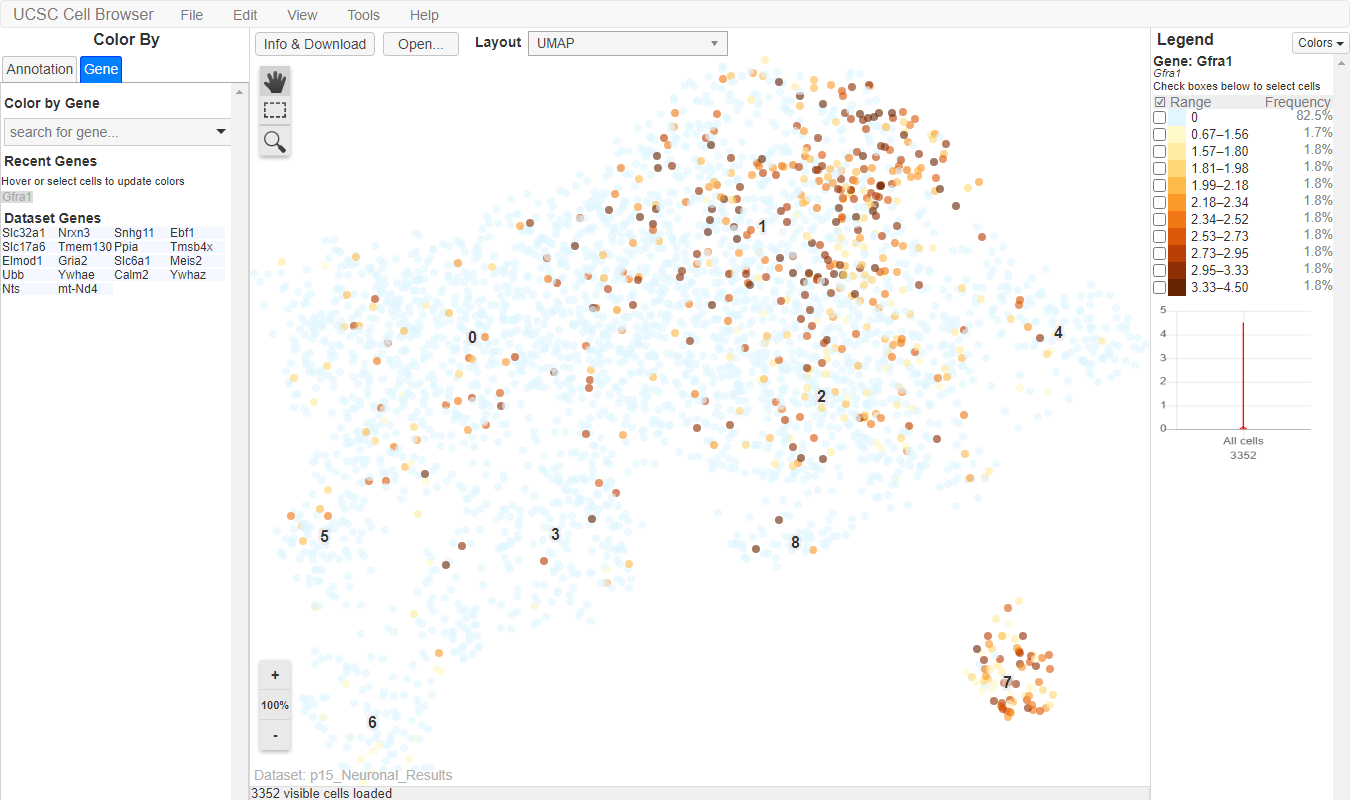 UCSC Cell Browser File Edit View Tools Help
Color By
Annotation Gene
Color by Gene
search for gene...
Recent Genes
Hover or select cells to update colors
Gfra1
Dataset Genes
Slc32a1 Nrxn3 Snhg11 Ebf1
Slc17a6 Tmem130 Ppia Tmsb4x
Elmod1 Gria2 Slc6a1 Meis2
Ubb Ywhae Calm2 Ywhaz
Nts mt-Nd4
Info & Download Open... Layout UMAP
1
0
4
2
5
3
8
7
6
+
100%
-
Dataset: p15_Neuronal_Results
3352 visible cells loaded
Legend Colors
Gene: Gfra1
Gfra1
Check boxes below to select cells
Range Frequency
0 82.5%
0.67–1.56 1.7%
1.57–1.80 1.8%
1.81–1.98 1.8%
1.99–2.18 1.8%
2.18–2.34 1.8%
2.34–2.52 1.8%
2.53–2.73 1.8%
2.73–2.95 1.8%
2.95–3.33 1.8%
3.33–4.50 1.8%
5
4
3
2
1
0
All cells
3352